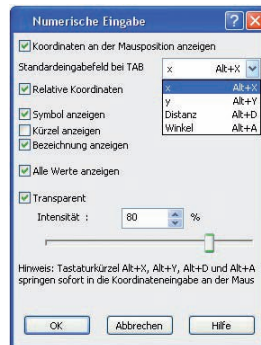 Numerische Eingabe
Koordinaten an der Mausposition anzeigen
Standardeingabefeld bei TAB x Alt+X
x Alt+X
y Alt+Y
Distanz Alt+D
Winkel Alt+A
Relative Koordinaten
Symbol anzeigen
Kürzel anzeigen
Bezeichnung anzeigen
Alle Werte anzeigen
Transparent
Intensität : 80 %
Hinweis: Tastaturkürzel Alt+X, Alt+Y, Alt+D und Alt+A
springen sofort in die Koordinateneingabe an der Maus
OK Abbrechen Hilfe